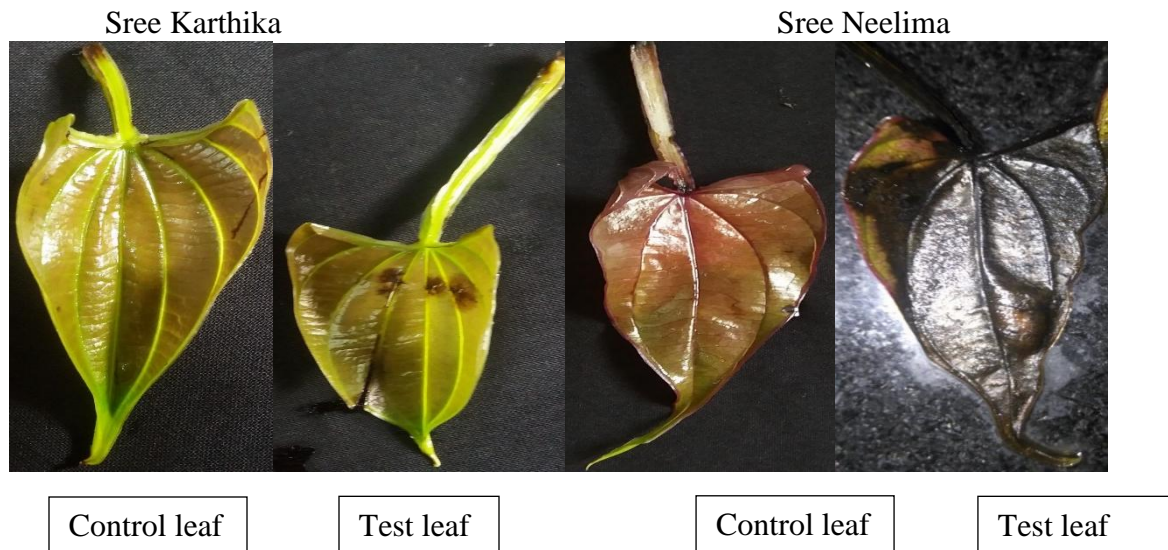 Sree Karthika
Sree Neelima
Control leaf
Test leaf
Control leaf
Test leaf